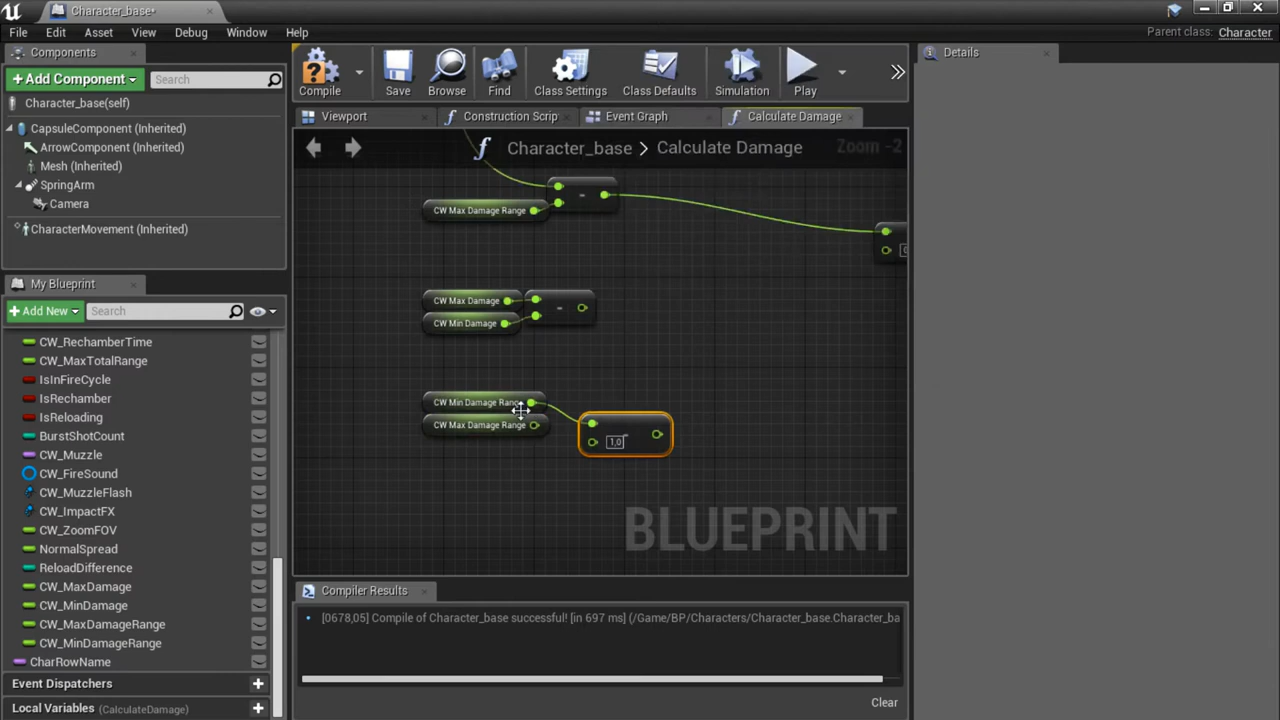 Character_base•
File Edit Asset View Debug Window Help
Parent class: Character
Components
Add Component
Search
Character_base(self)
CapsuleComponent (Inherited)
ArrowComponent (Inherited)
Mesh (Inherited)
SpringArm
Camera
CharacterMovement (Inherited)
My Blueprint
Add New
Search
CW_RechamberTime
CW_MaxTotalRange
IsInFireCycle
IsRechamber
IsReloading
BurstShotCount
CW_Muzzle
CW_FireSound
CW_MuzzleFlash
CW_ImpactFX
CW_ZoomFOV
NormalSpread
ReloadDifference
CW_MaxDamage
CW_MinDamage
CW_MaxDamageRange
CW_MinDamageRange
CharRowName
Event Dispatchers
Local Variables (CalculateDamage)
Compile Save Browse Find Class Settings Class Defaults Simulation Play
Viewport Construction Scrip Event Graph Calculate Damage
Character_base > Calculate Damage Zoom -2
CW Max Damage Range
CW Max Damage
CW Min Damage
CW Min Damage Range
CW Max Damage Range
1,0
BLUEPRINT
Compiler Results
[0678,05] Compile of Character_base successful! [in 697 ms] (/Game/BP/Characters/Character_base.Character_ba
Clear
Details